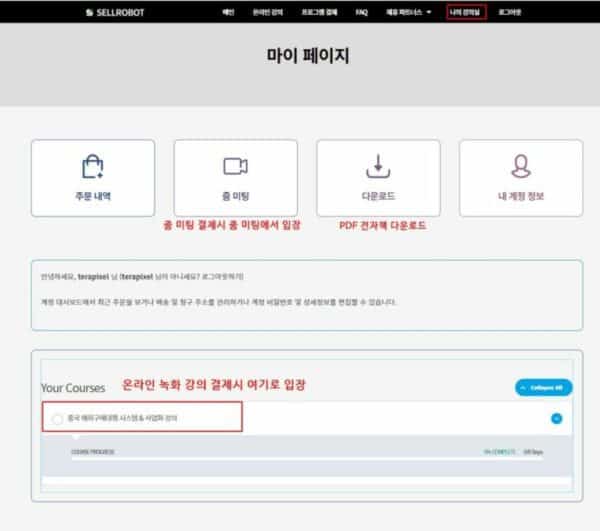 SELLROBOT 메인 온라인 강의 프로그램 결제 FAQ 제휴 파트너스 나의 강의실 로그아웃
마이 페이지
주문 내역 줌 미팅 다운로드 내 계정 정보
줌 미팅 결제시 줌 미팅에서 입장 PDF 전자책 다운로드
안녕하세요, terapixel 님 (terapixel 님이 아니세요? 로그아웃하기)
계정 대시보드에서 최근 주문을 보거나 배송 및 청구 주소를 관리하거나 계정 비밀번호 및 상세정보를 편집할 수 있습니다.
Your Courses 온라인 녹화 강의 결제시 여기로 입장 Collapse All
중국 해외구매대행 시스템 & 사업화 강의
COURSE PROGRESS 0% COMPLETE Steps